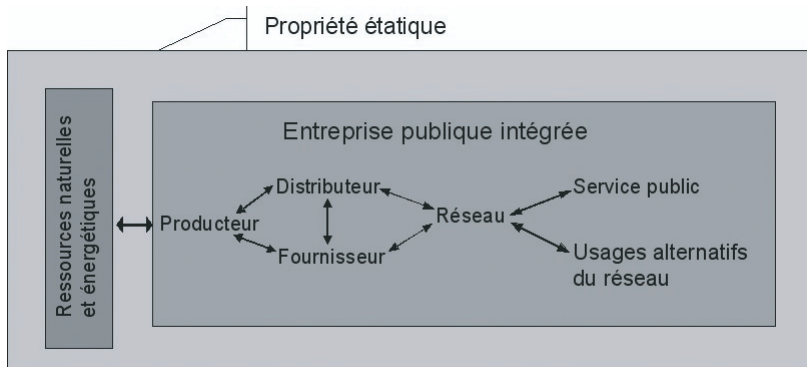 Propriété étatique
Ressources naturelles
et énergétiques
Entreprise publique intégrée
Distributeur
Service public
Producteur
Réseau
Fournisseur
Usages alternatifs
du réseau